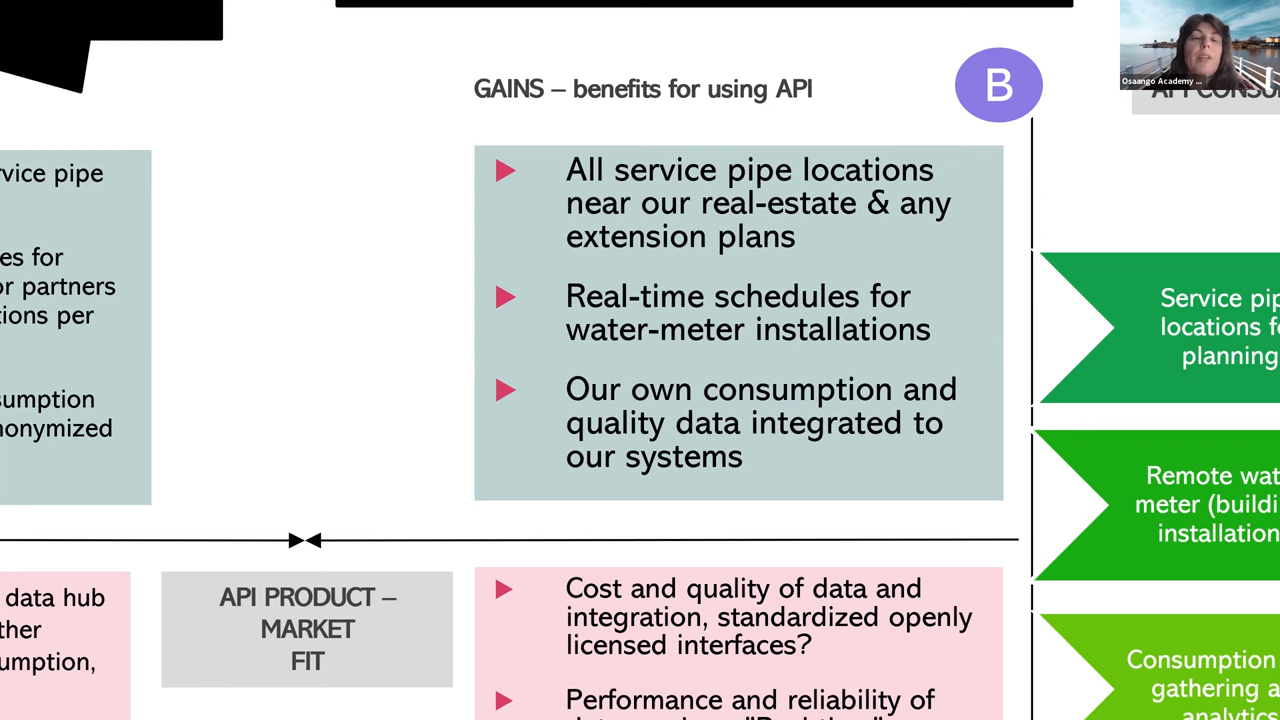 GAINS – benefits for using API
B
Osaango Academy ...
rvice pipe
es for
or partners
tions per
sumption
nonymized
All service pipe locations
near our real-estate & any
extension plans
Real-time schedules for
water-meter installations
Our own consumption and
quality data integrated to
our systems
Service pip
locations fo
planning
Remote wat
meter (buildi
installation
Consumption
gathering a
analytics
data hub
ther
umption,
API PRODUCT –
MARKET
FIT
Cost and quality of data and
integration, standardized openly
licensed interfaces?
Performance and reliability of